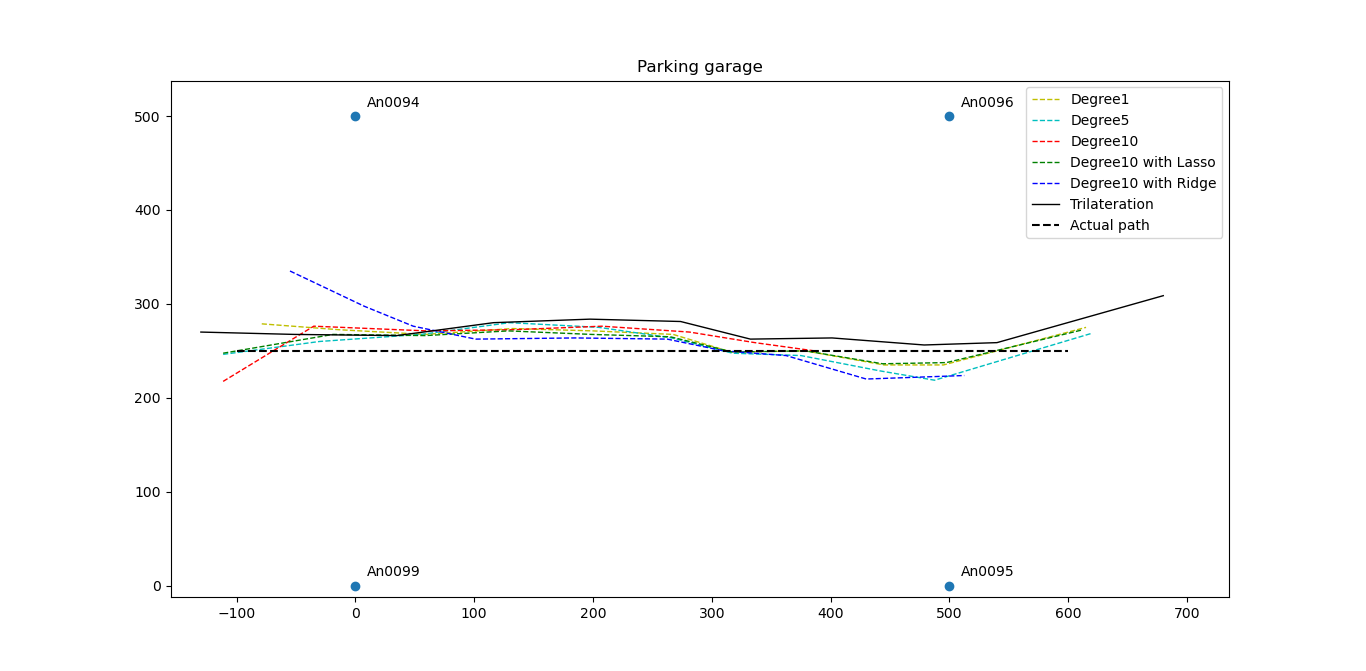 Parking garage
An0094
An0096
Degree1
Degree5
Degree10
Degree10 with Lasso
Degree10 with Ridge
Trilateration
Actual path
500
400
300
200
100
0
An0099
An0095
−100
0
100
200
300
400
500
600
700